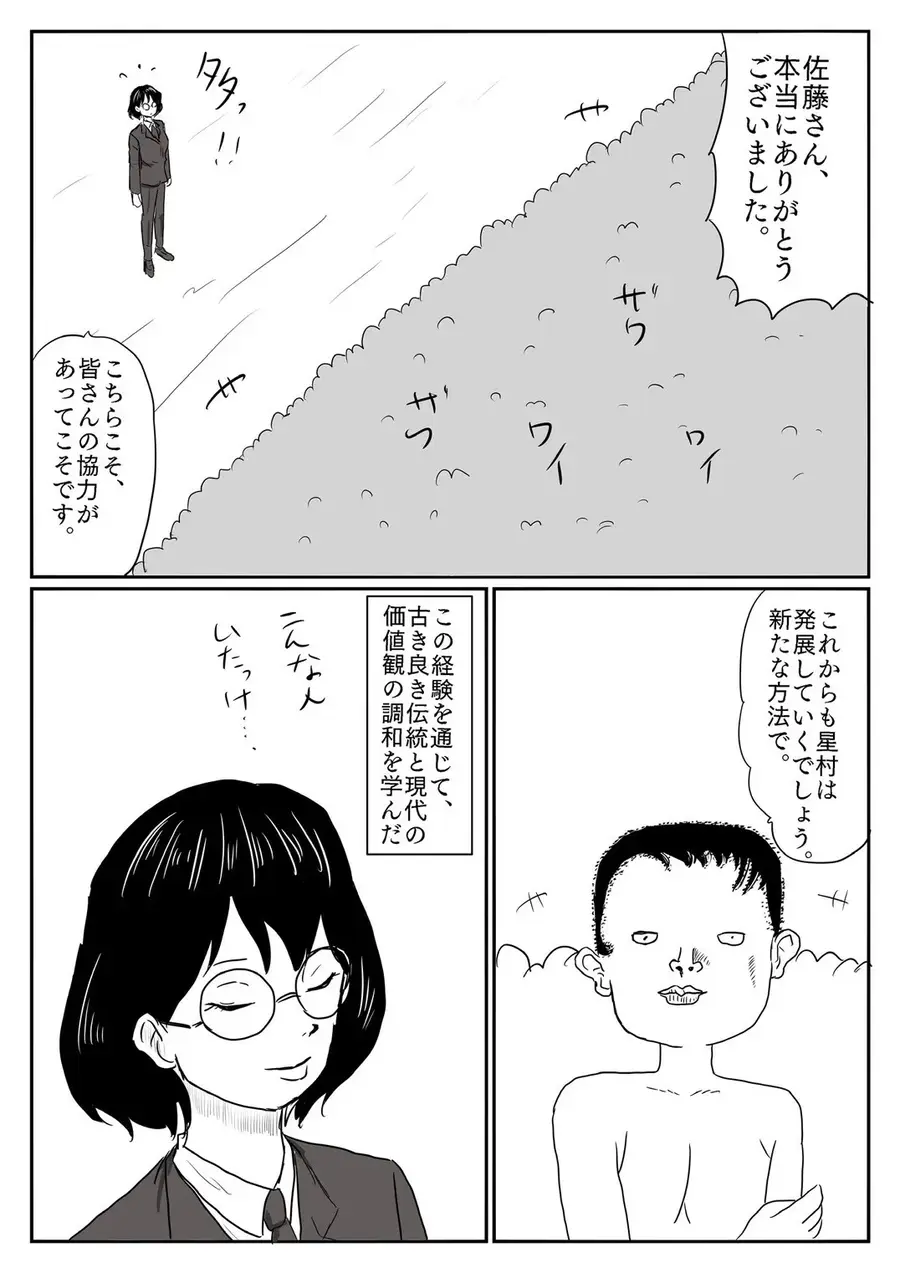 佐藤さん、
本当にありがとう
ございました。
タタっ
!!
ザワ
ザワ
ワイ
ワイ
こちらこそ、
皆さんの協力が
あってこそです。
これからも星村は
発展していくでしょう。
新たな方法で。
この経験を通じて、
古き良き伝統と現代の
価値観の調和を学んだ
こんな人
いたっけ…